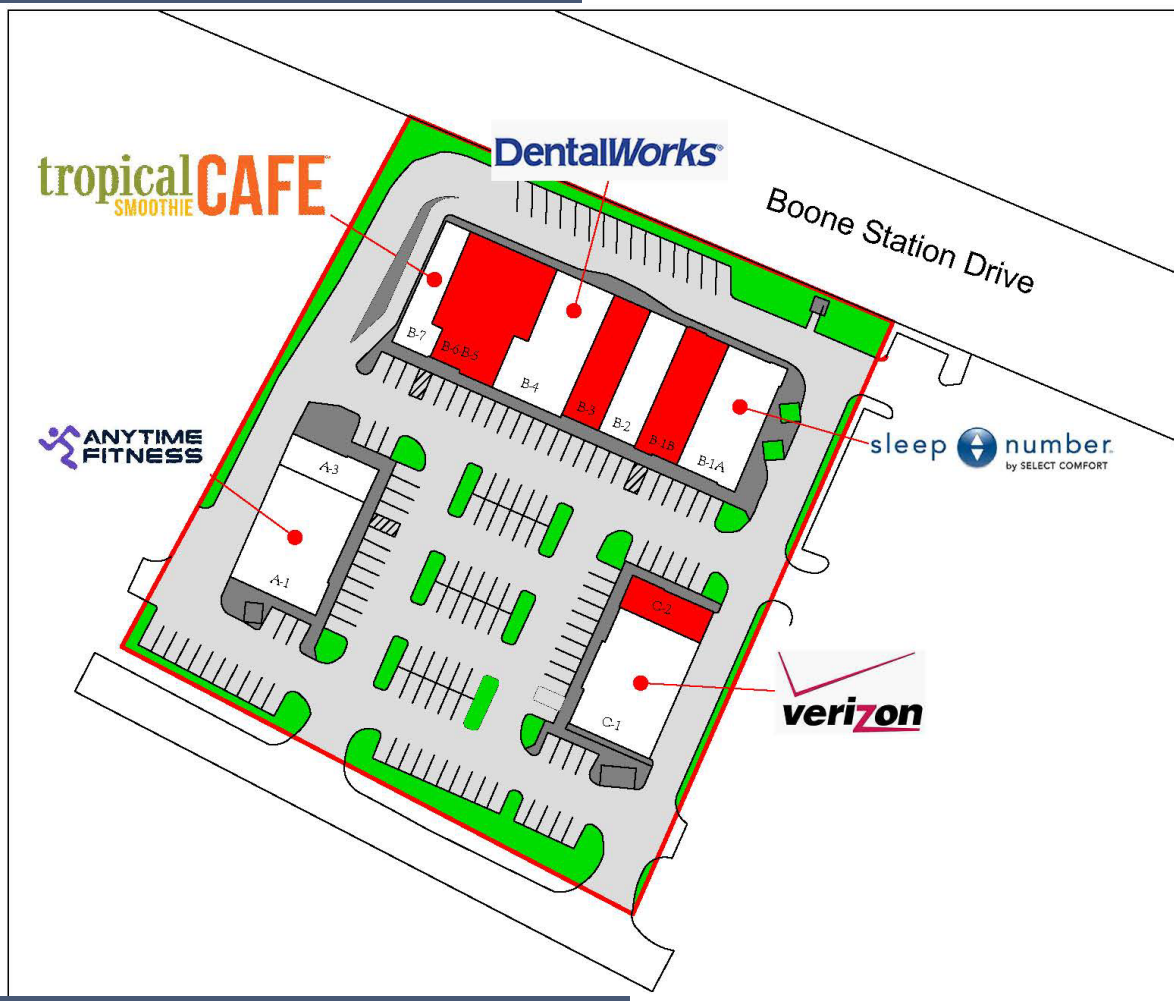 DentalWorks
tropical CAFE
SMOOTHIE
Boone Station Drive
B-7
B-6-B-5
B-4
B-3
B-2
B-1B
B-1A
ANYTIME
FITNESS
sleep number.
by SELECT COMFORT
A-3
A-1
C-2
C-1
verizon